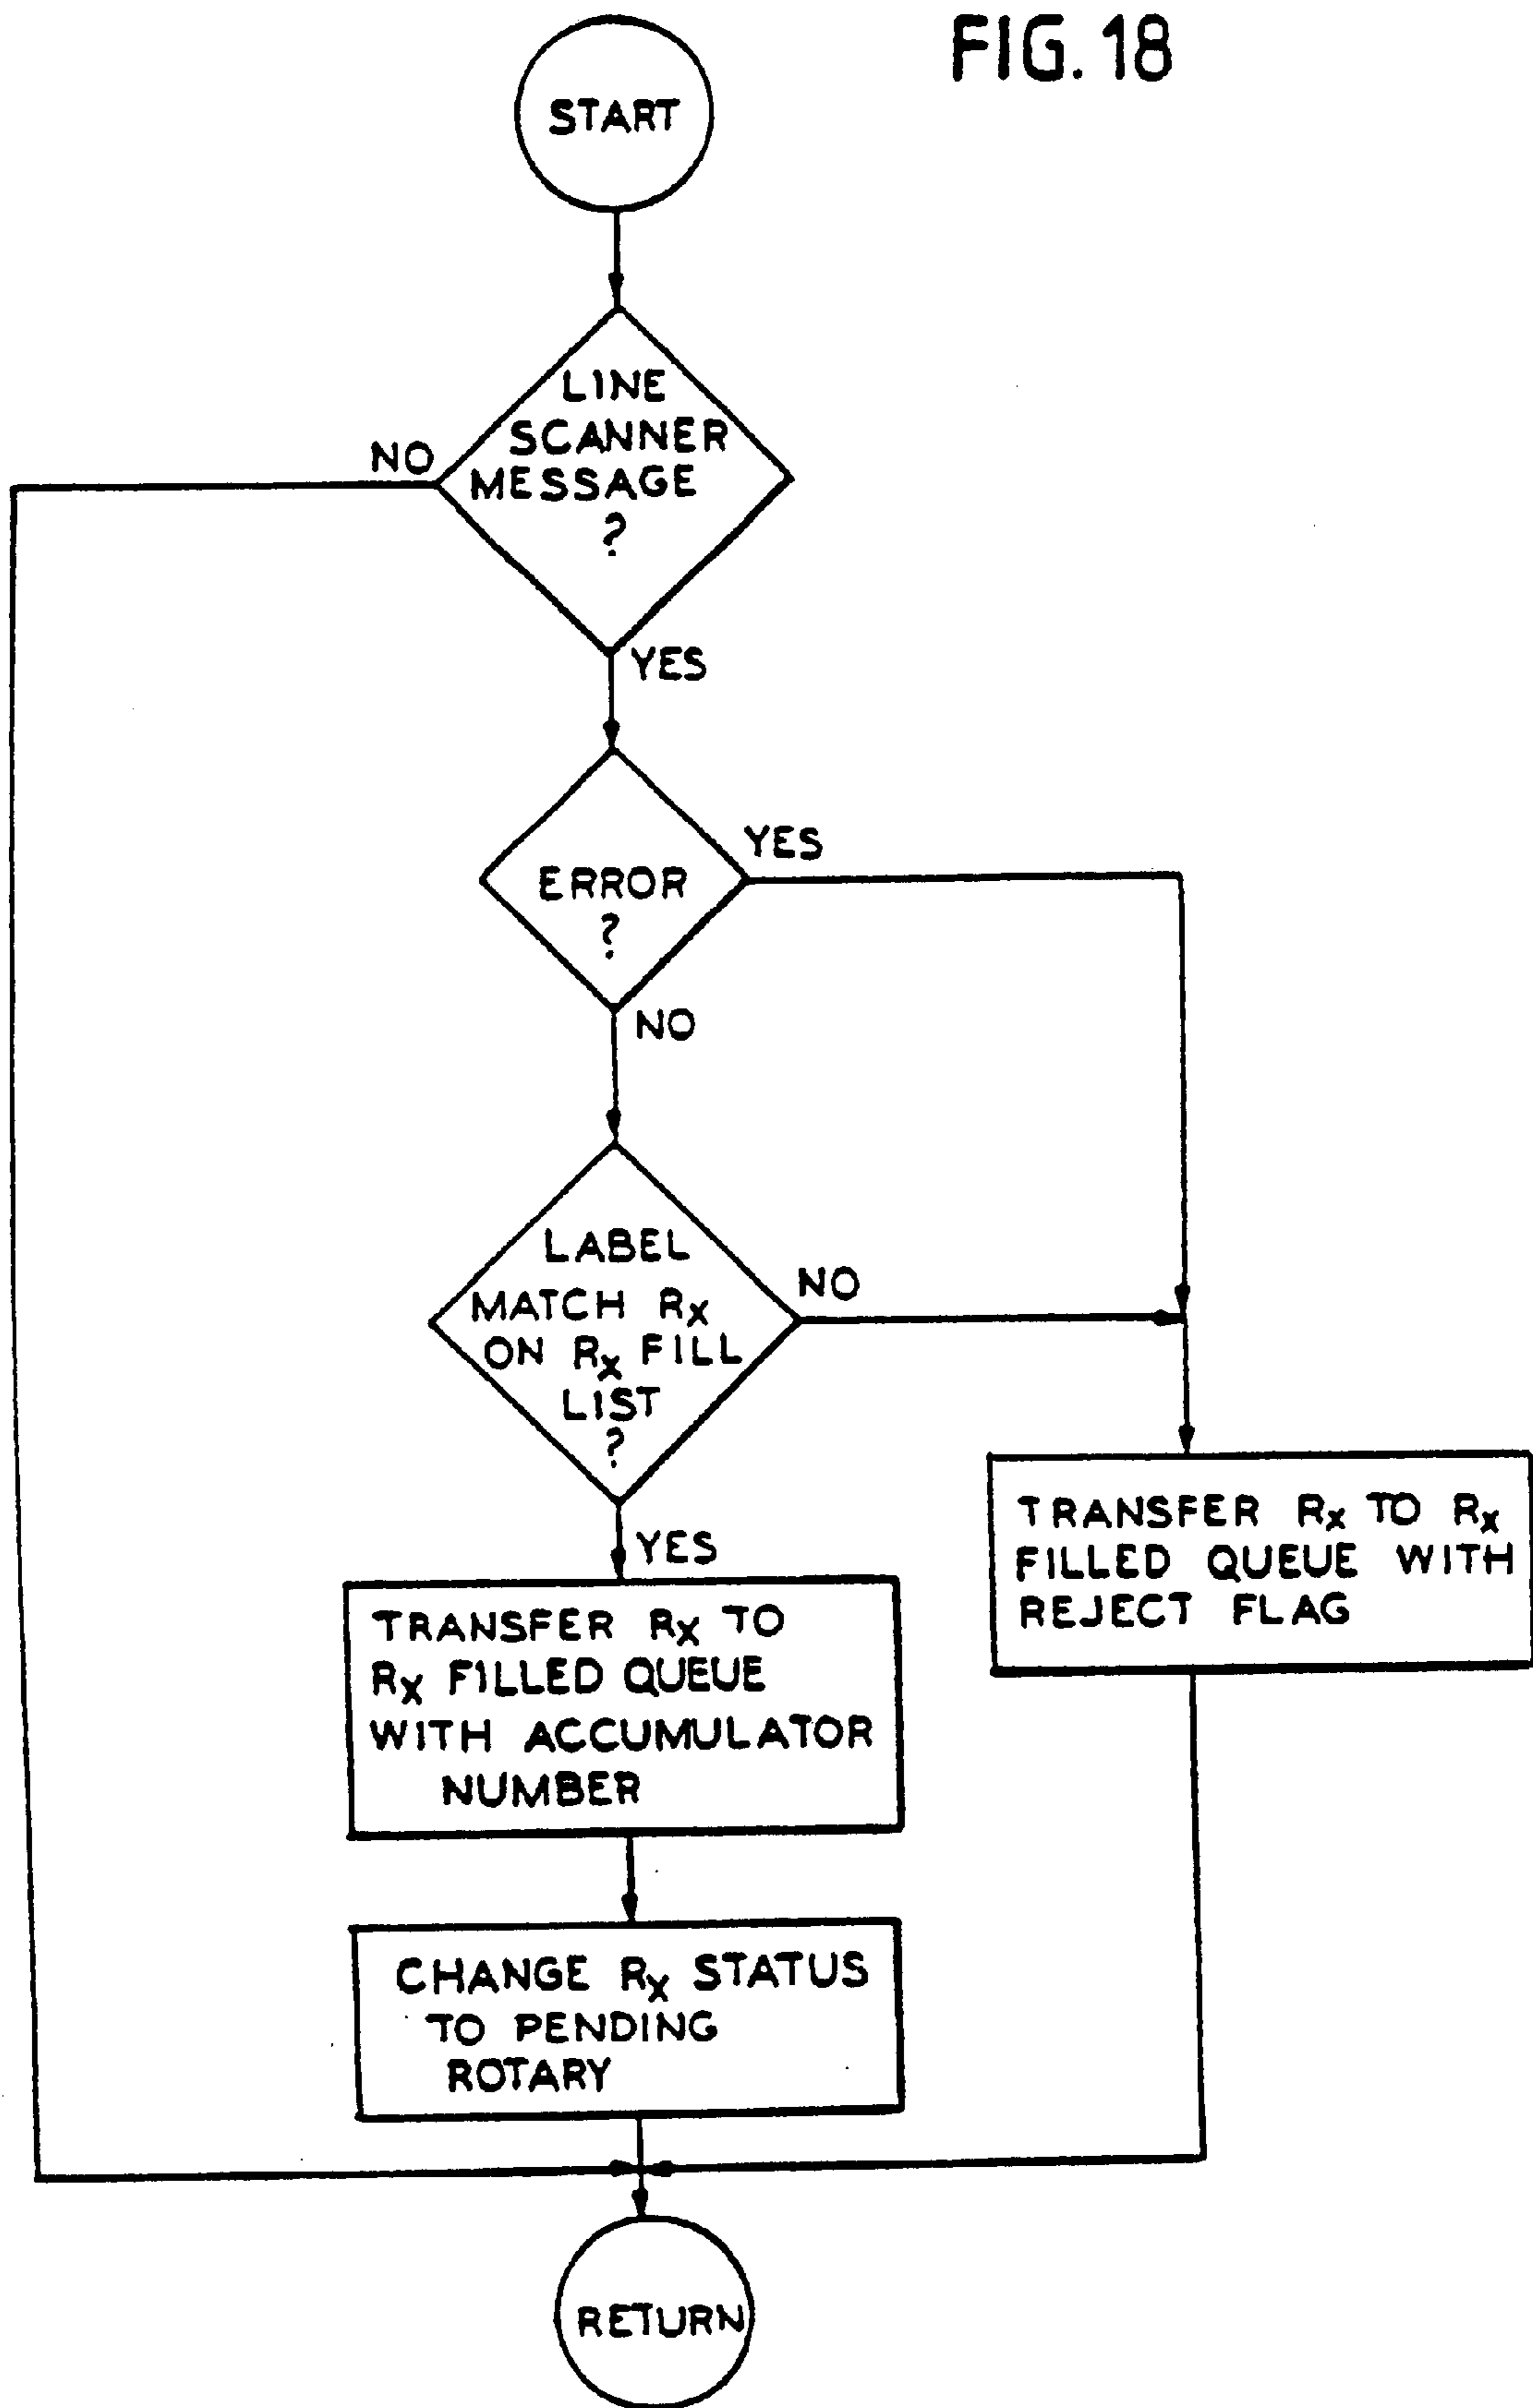 FIG. 18
START
LINE
SCANNER
MESSAGE
?
NO
YES
ERROR
?
YES
NO
LABEL
MATCH Rx
ON Rx FILL
LIST
?
NO
YES
TRANSFER Rx TO Rx
FILLED QUEUE WITH
REJECT FLAG
TRANSFER Rx TO
Rx FILLED QUEUE
WITH ACCUMULATOR
NUMBER
CHANGE Rx STATUS
TO PENDING
ROTARY
RETURN